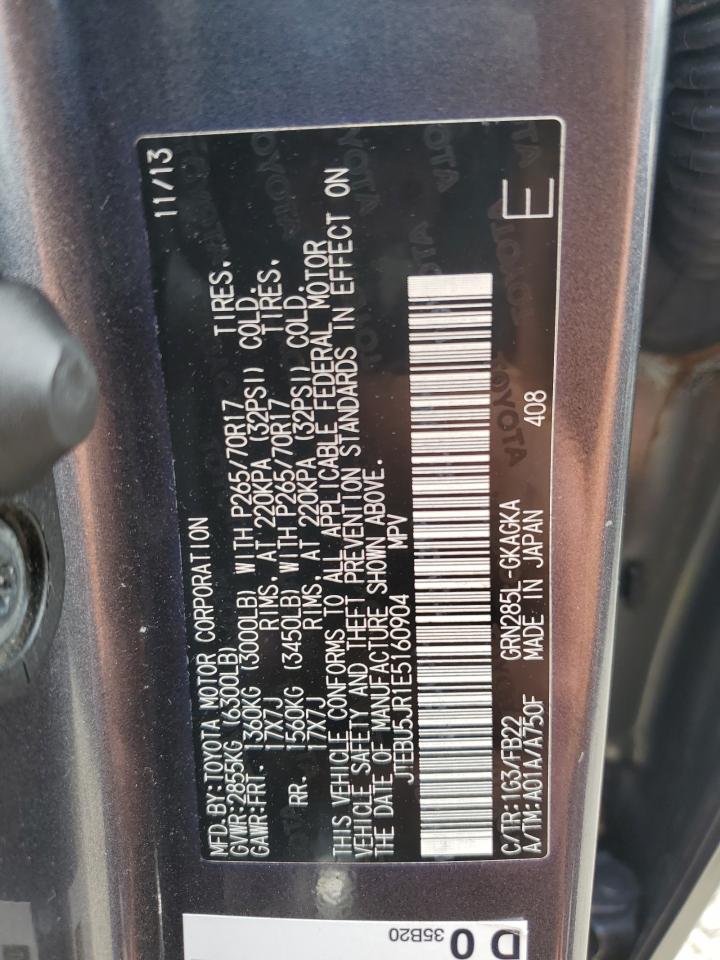 MFD.BY:TOYOTA MOTOR CORPORATION 11/13
GVWR:2855KG (6300LB)
GAWR:FRT. 1360KG (3000LB) WITH P265/70R17 TIRES.
17X7J RIMS. AT 220KPA (32PSI) COLD.
RR. 1560KG (3450LB) WITH P265/70R17 TIRES.
17X7J RIMS. AT 220KPA (32PSI) COLD.
THIS VEHICLE CONFORMS TO ALL APPLICABLE FEDERAL MOTOR
VEHICLE SAFETY AND THEFT PREVENTION STANDARDS IN EFFECT ON
THE DATE OF MANUFACTURE SHOWN ABOVE.
JTEBU5JR1E5160904 MPV
C/TR:1G3/FB22 GRN285L-GKAGKA 408 E
A/TM:A01A/A750F MADE IN JAPAN
D 0
35B20